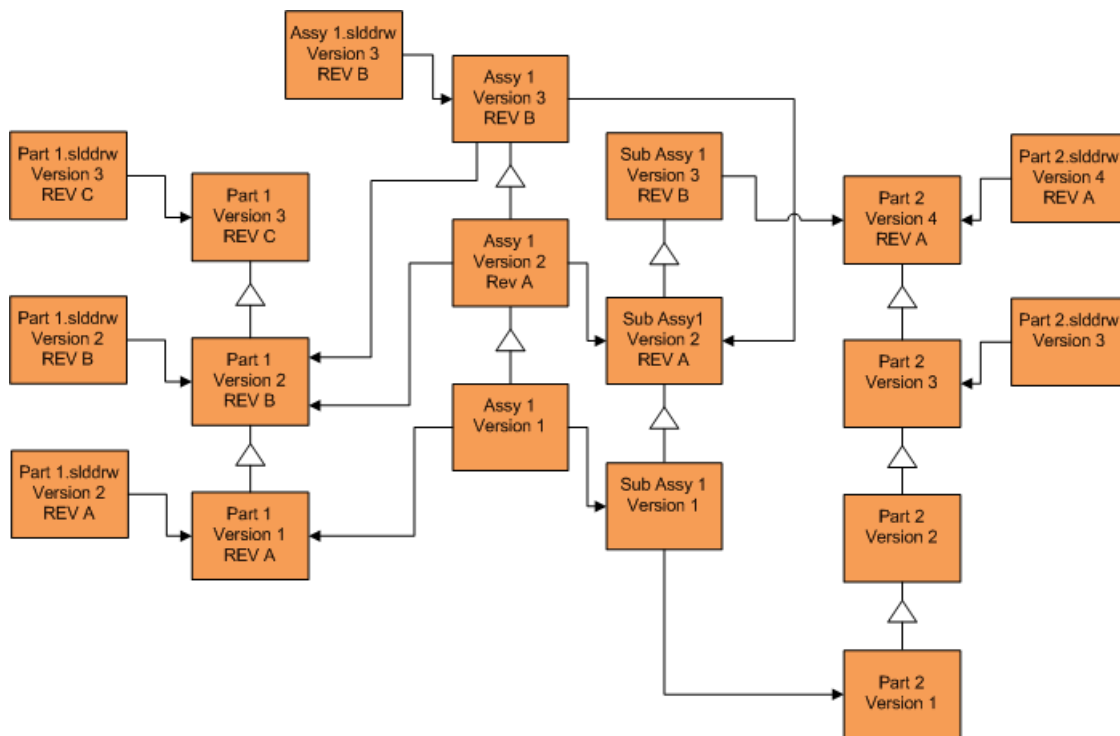 Assy 1.slddrw
Version 3
REV B
Assy 1
Version 3
REV B
Part 1.slddrw
Version 3
REV C
Part 1
Version 3
REV C
Sub Assy 1
Version 3
REV B
Part 2
Version 4
REV A
Part 2.slddrw
Version 4
REV A
Assy 1
Version 2
Rev A
Part 1.slddrw
Version 2
REV B
Part 1
Version 2
REV B
Sub Assy1
Version 2
REV A
Part 2
Version 3
Part 2.slddrw
Version 3
Assy 1
Version 1
Part 1.slddrw
Version 2
REV A
Part 1
Version 1
REV A
Sub Assy 1
Version 1
Part 2
Version 2
Part 2
Version 1